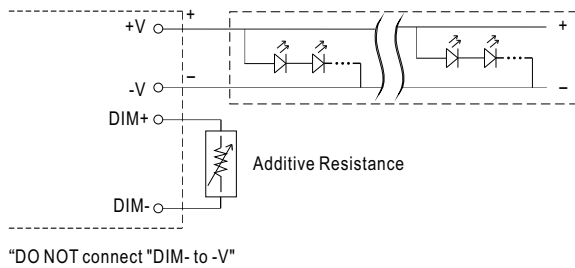 +V + +
-V − −
DIM+
Additive Resistance
DIM-
“DO NOT connect "DIM- to -V"